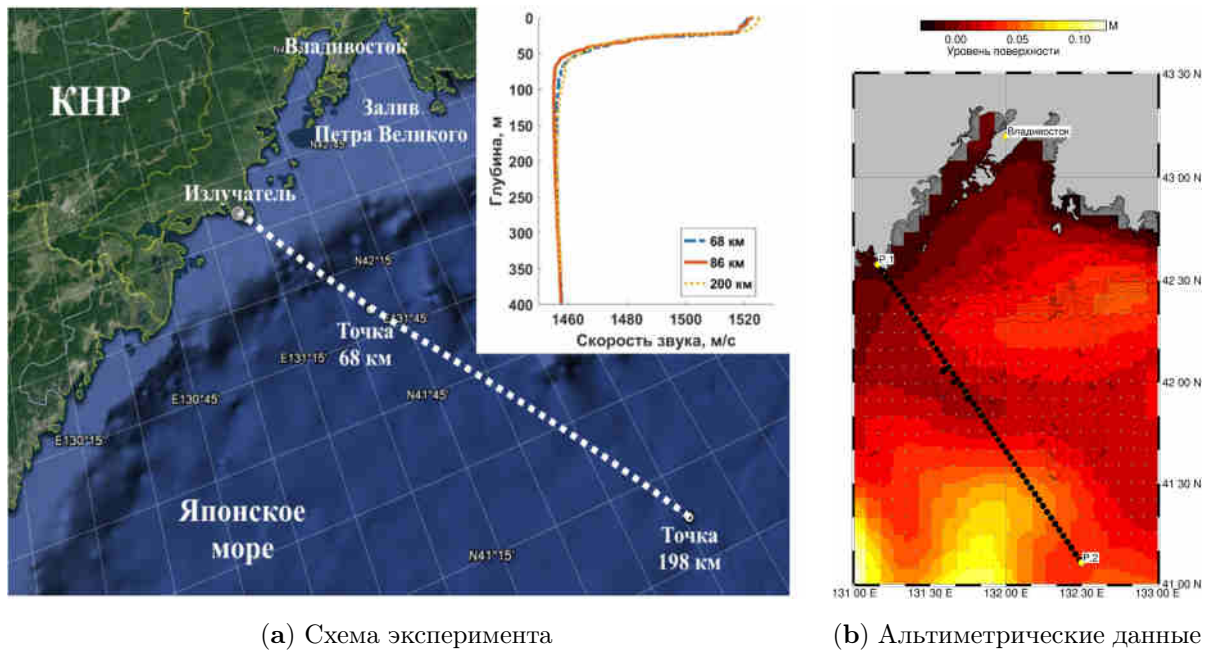 Владивосток
КНР
Залив
Петра Великого
N42°45'
Излучатель
N42°15'
Точка
68 км
E131°45'
E131°15'
N41°45'
E130°45'
E130°15'
Японское
море
N41°15'
Точка
198 км
0
50
100
150
200
250
300
350
400
Глубина, м
68 км
86 км
200 км
1460 1480 1500 1520
Скорость звука, м/с
(a) Схема эксперимента
М
0.00 0.05 0.10
Уровень поверхности
43 30 N
Владивосток
43 00 N
P.1
42 30 N
42 00 N
41 30 N
P.2
41 00 N
131 00 E 131 30 E 132 00 E 132 30 E 133 00 E
(b) Альтиметрические данные